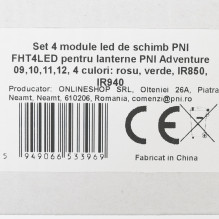 Set 4 module led de schimb PNI
FHT4LED pentru lanterne PNI Adventure
09,10,11,12, 4 culori: rosu, verde, IR850,
IR940
Producator: ONLINESHOP SRL, Olteniei 26A, Piatra
Neamt, Neamt, 610206, Romania, comenzi@pni.ro
5 949066 533969
Fabricat in China